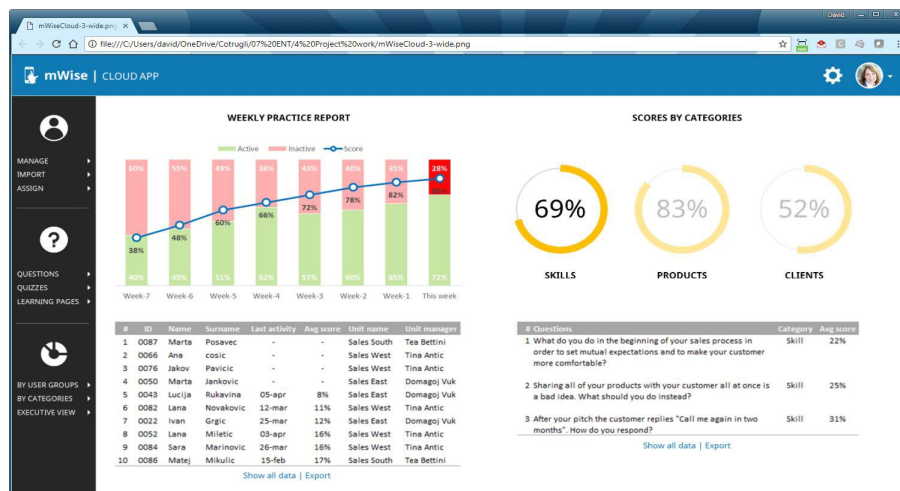 David
mWiseCloud-3-wide.png
file:///C:/Users/david/OneDrive/Cotrugli/07%20ENT/4%20Project%20work/mWiseCloud-3-wide.png
mWise | CLOUD APP
MANAGE
IMPORT
ASSIGN
QUESTIONS
QUIZZES
LEARNING PAGES
BY USER GROUPS
BY CATEGORIES
EXECUTIVE VIEW
WEEKLY PRACTICE REPORT
Active Inactive Score
60% 55% 49% 38% 43% 40% 35% 28%
38% 48% 60% 66% 72% 78% 82%
40% 45% 51% 62% 57% 60% 65% 72%
Week-7 Week-6 Week-5 Week-4 Week-3 Week-2 Week-1 This week
# ID Name Surname Last activity Avg score Unit name Unit manager
1 0087 Marta Posavec - - Sales South Tea Bettini
2 0066 Ana cosic - - Sales West Tina Antic
3 0076 Jakov Pavicic - - Sales West Tina Antic
4 0050 Marta Jankovic - - Sales East Domagoj Vuk
5 0043 Lucija Rukavina 05-apr 8% Sales East Domagoj Vuk
6 0082 Lana Novakovic 12-mar 11% Sales West Tina Antic
7 0022 Ivan Grgic 25-mar 12% Sales East Domagoj Vuk
8 0052 Lana Miletic 03-apr 16% Sales West Tina Antic
9 0084 Sara Marinovic 26-mar 16% Sales West Tina Antic
10 0086 Matej Mikulic 15-feb 17% Sales South Tea Bettini
Show all data | Export
SCORES BY CATEGORIES
69% 83% 52%
SKILLS PRODUCTS CLIENTS
# Questions Category Avg score
1 What do you do in the beginning of your sales process in Skill 22%
order to set mutual expectations and to make your customer
more comfortable?
2 Sharing all of your products with your customer all at once is Skill 25%
a bad idea. What should you do instead?
3 After your pitch the customer replies "Call me again in two Skill 31%
months". How do you respond?
Show all data | Export